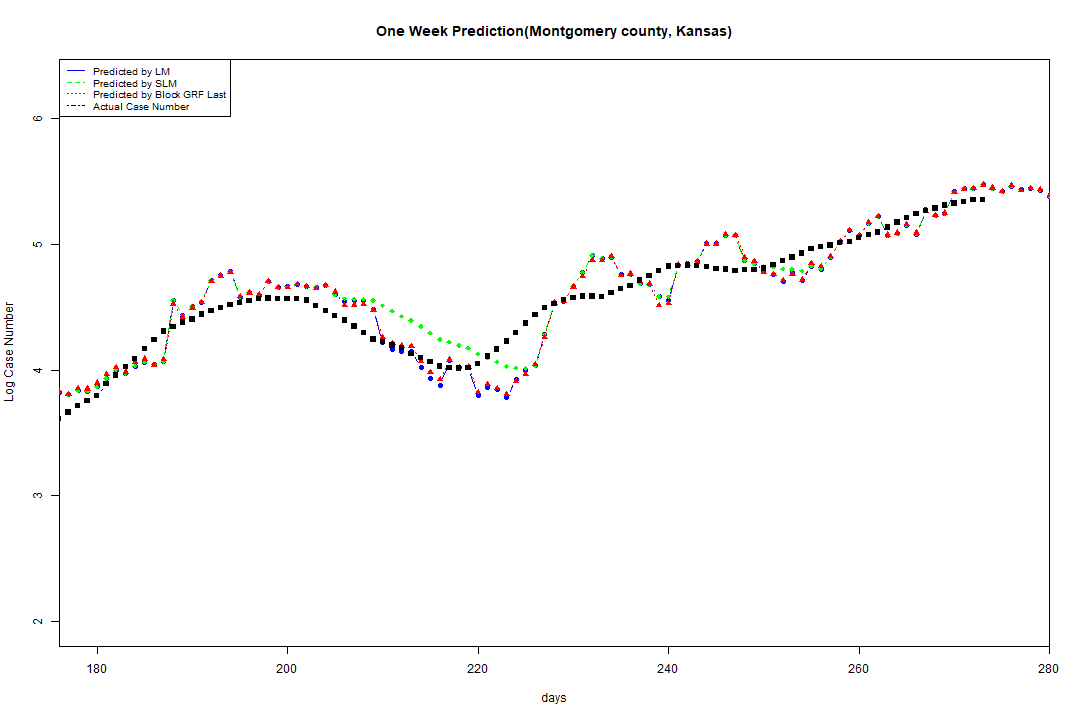 One Week Prediction(Montgomery county, Kansas)
Predicted by LM
Predicted by SLM
Predicted by Block GRF Last
Actual Case Number
6
5
4
3
2
Log Case Number
180 200 220 240 260 280
days